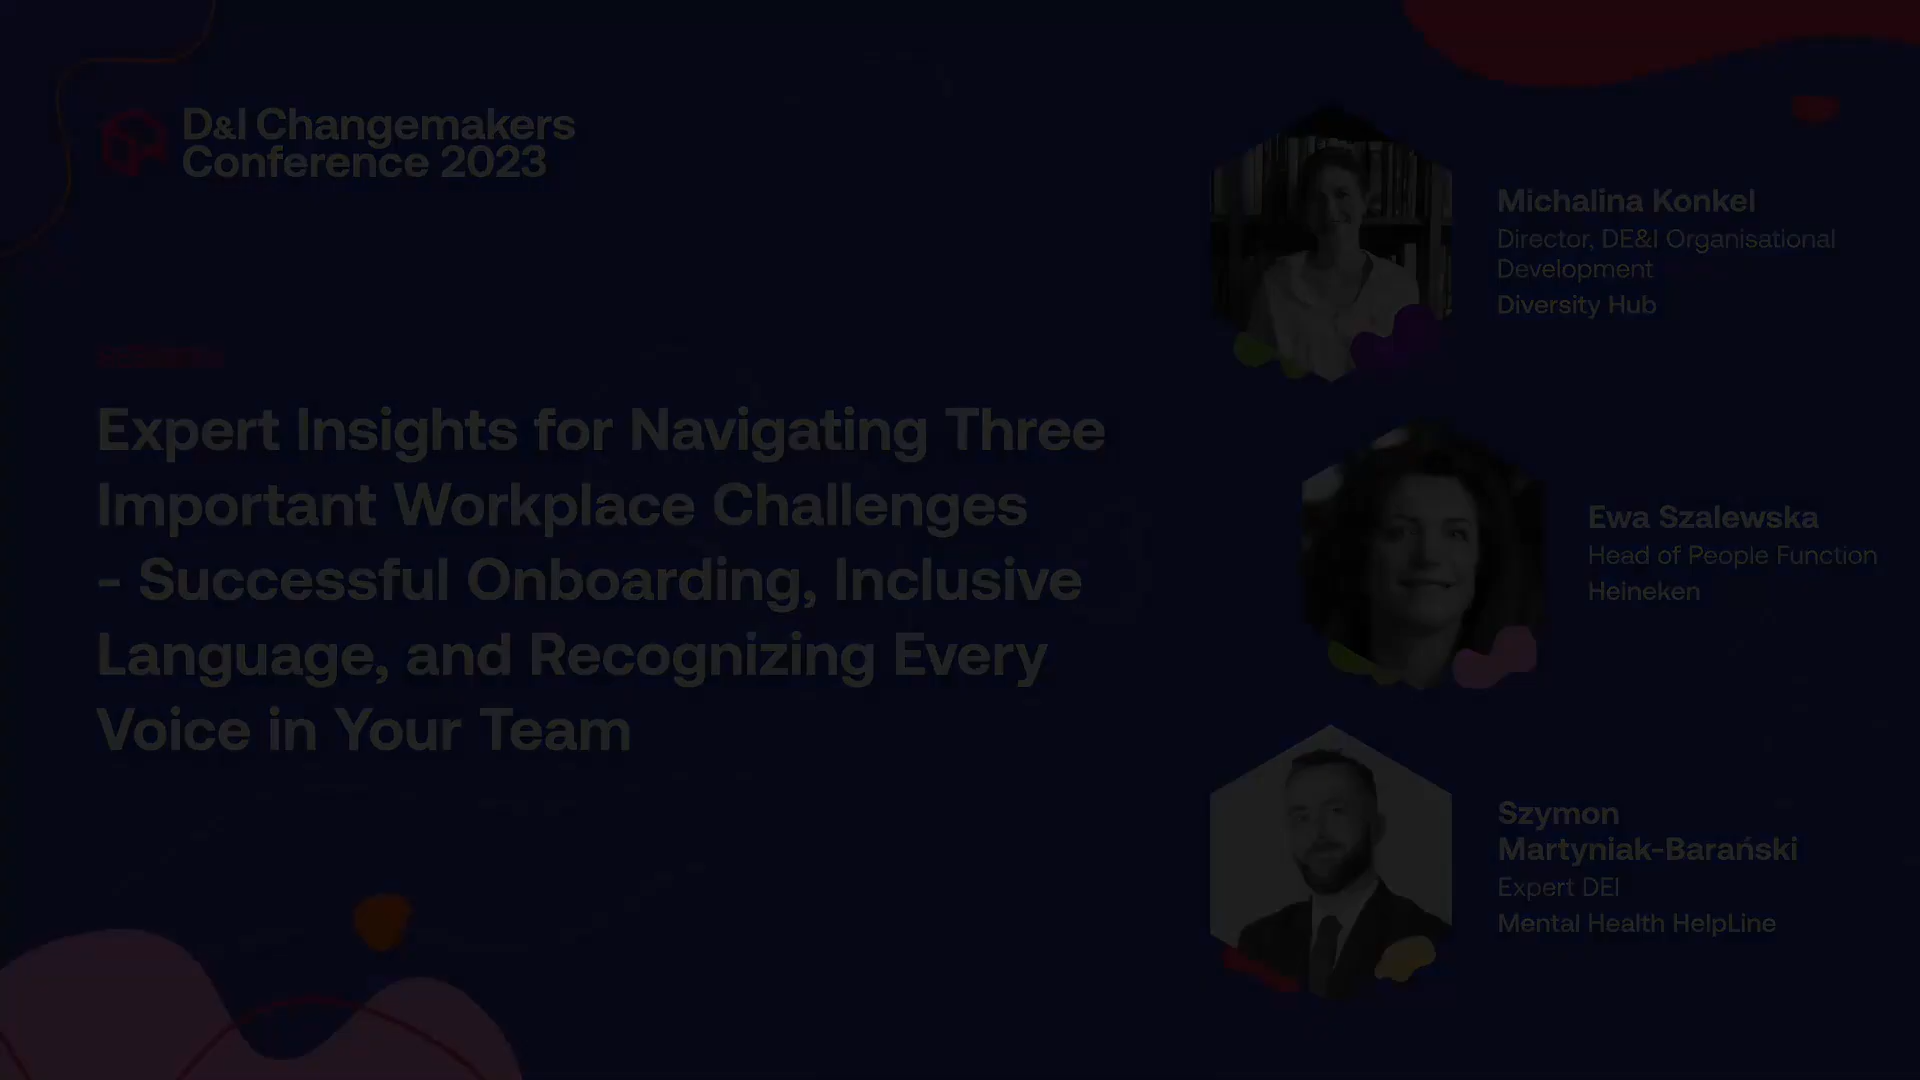 D&I Changemakers
Conference 2023
Expert Insights for Navigating Three
Important Workplace Challenges
- Successful Onboarding, Inclusive
Language, and Recognizing Every
Voice in Your Team
Michalina Konkel
Director, DE&I Organisational
Development
Diversity Hub
Ewa Szalewska
Head of People Function
Heineken
Szymon
Martyniak-Barański
Expert DEI
Mental Health HelpLine